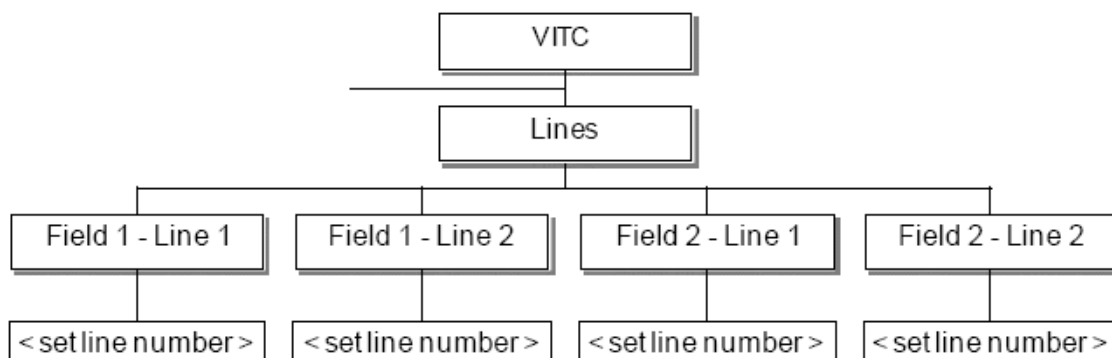 VITC
Lines
Field 1 - Line 1
Field 1 - Line 2
Field 2 - Line 1
Field 2 - Line 2
< set line number >
< set line number >
< set line number >
< set line number >